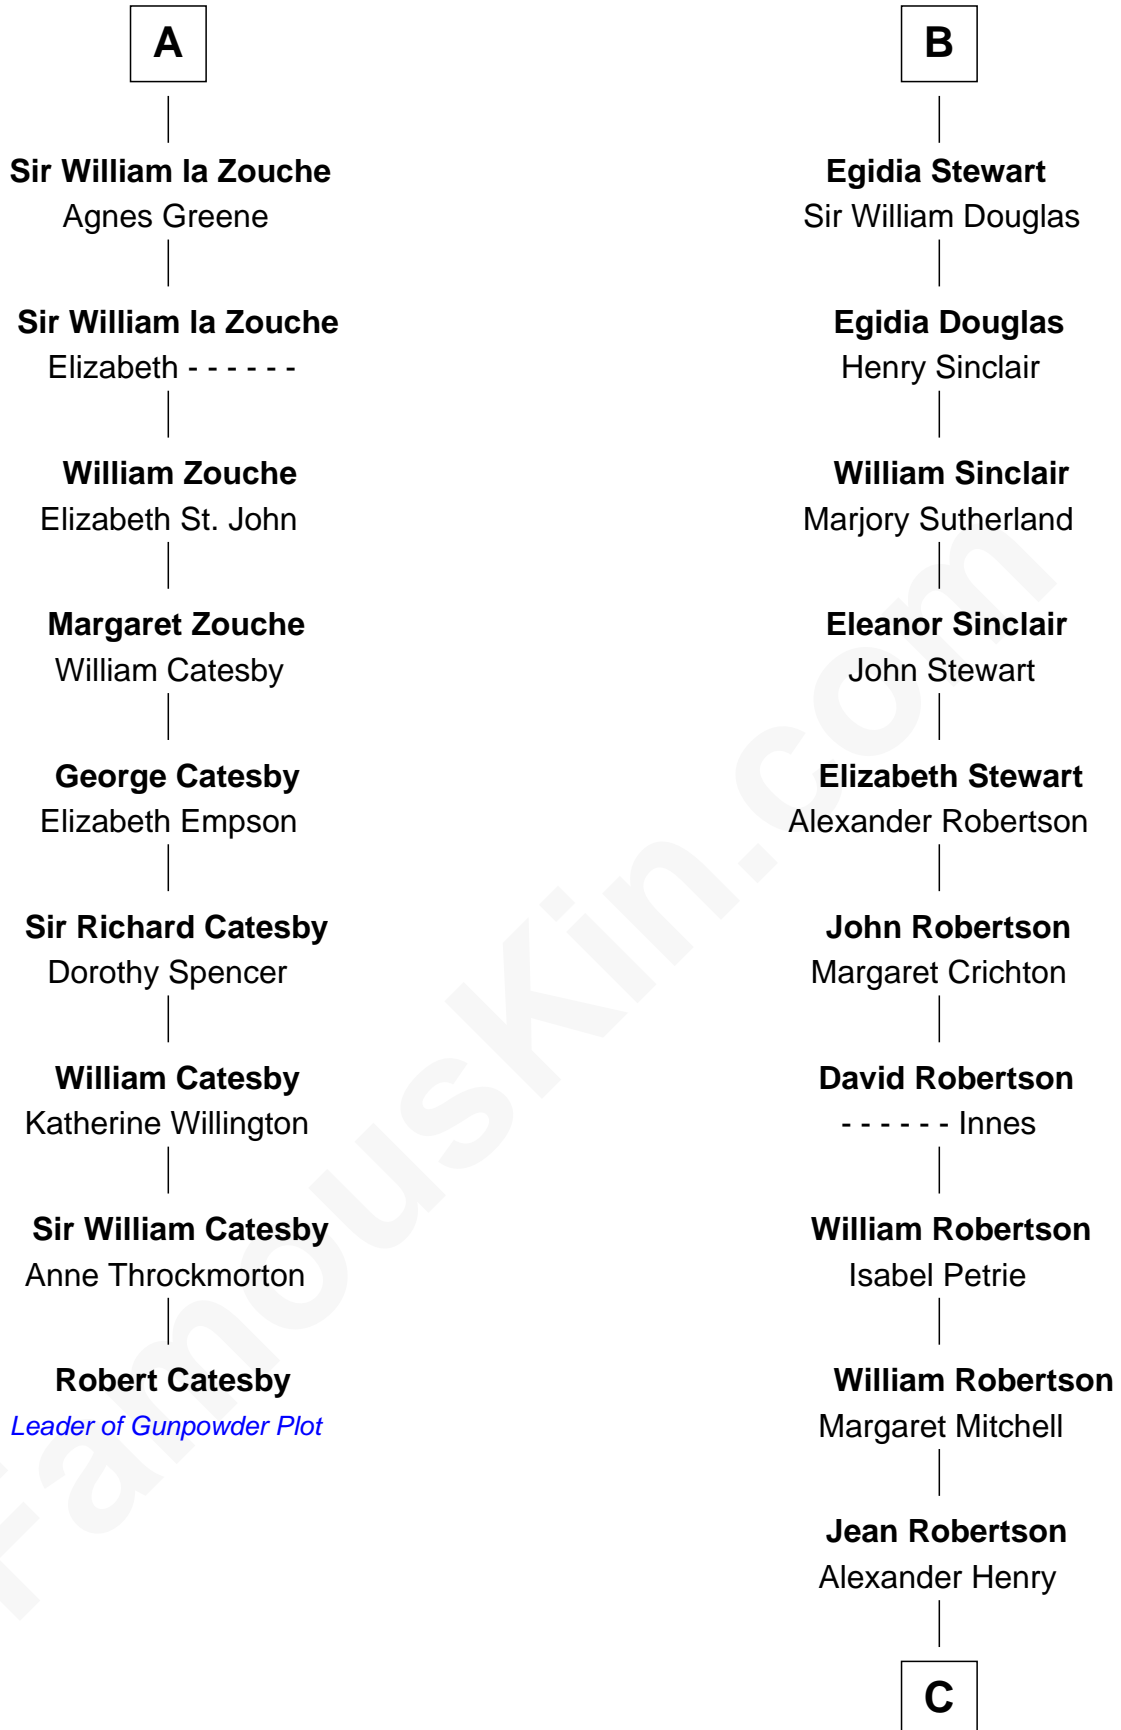 A
Sir William la Zouche
Agnes Greene
Sir William la Zouche
Elizabeth - - - - - -
William Zouche
Elizabeth St. John
Margaret Zouche
William Catesby
George Catesby
Elizabeth Empson
Sir Richard Catesby
Dorothy Spencer
William Catesby
Katherine Willington
Sir William Catesby
Anne Throckmorton
Robert Catesby
Leader of Gunpowder Plot
B
Egidia Stewart
Sir William Douglas
Egidia Douglas
Henry Sinclair
William Sinclair
Marjory Sutherland
Eleanor Sinclair
John Stewart
Elizabeth Stewart
Alexander Robertson
John Robertson
Margaret Crichton
David Robertson
- - - - - - Innes
William Robertson
Isabel Petrie
William Robertson
Margaret Mitchell
Jean Robertson
Alexander Henry
C
FamousKin.com